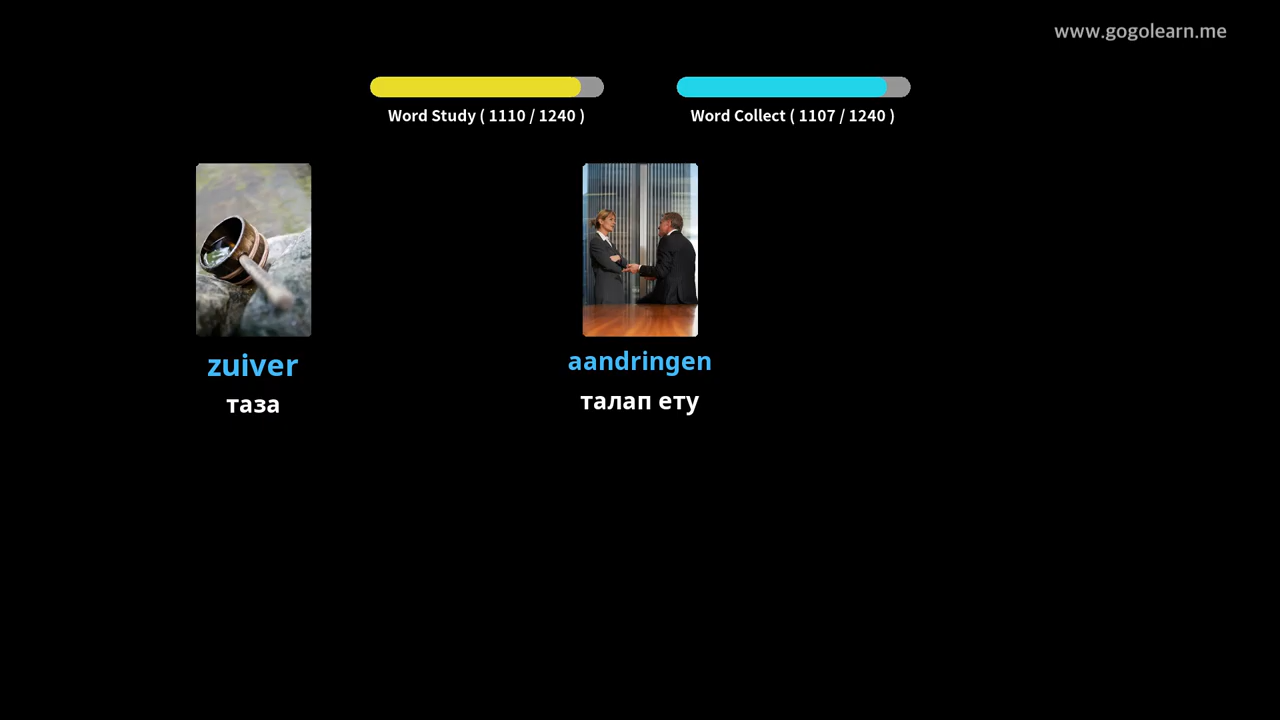 www.gogolearn.me
Word Study ( 1110 / 1240 )
Word Collect ( 1107 / 1240 )
zuiver
таза
aandringen
талап ету